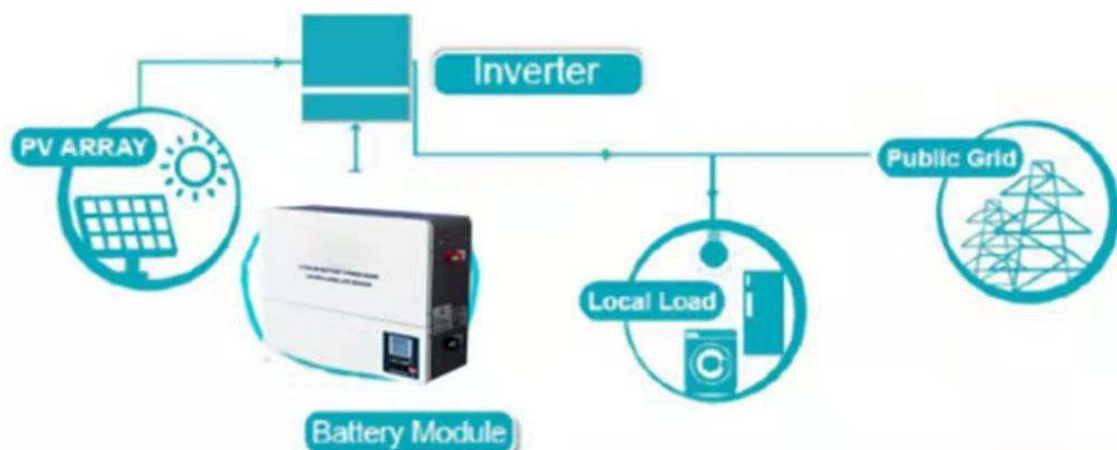 Inverter
PV ARRAY
Public Grid
Local Load
Battery Module